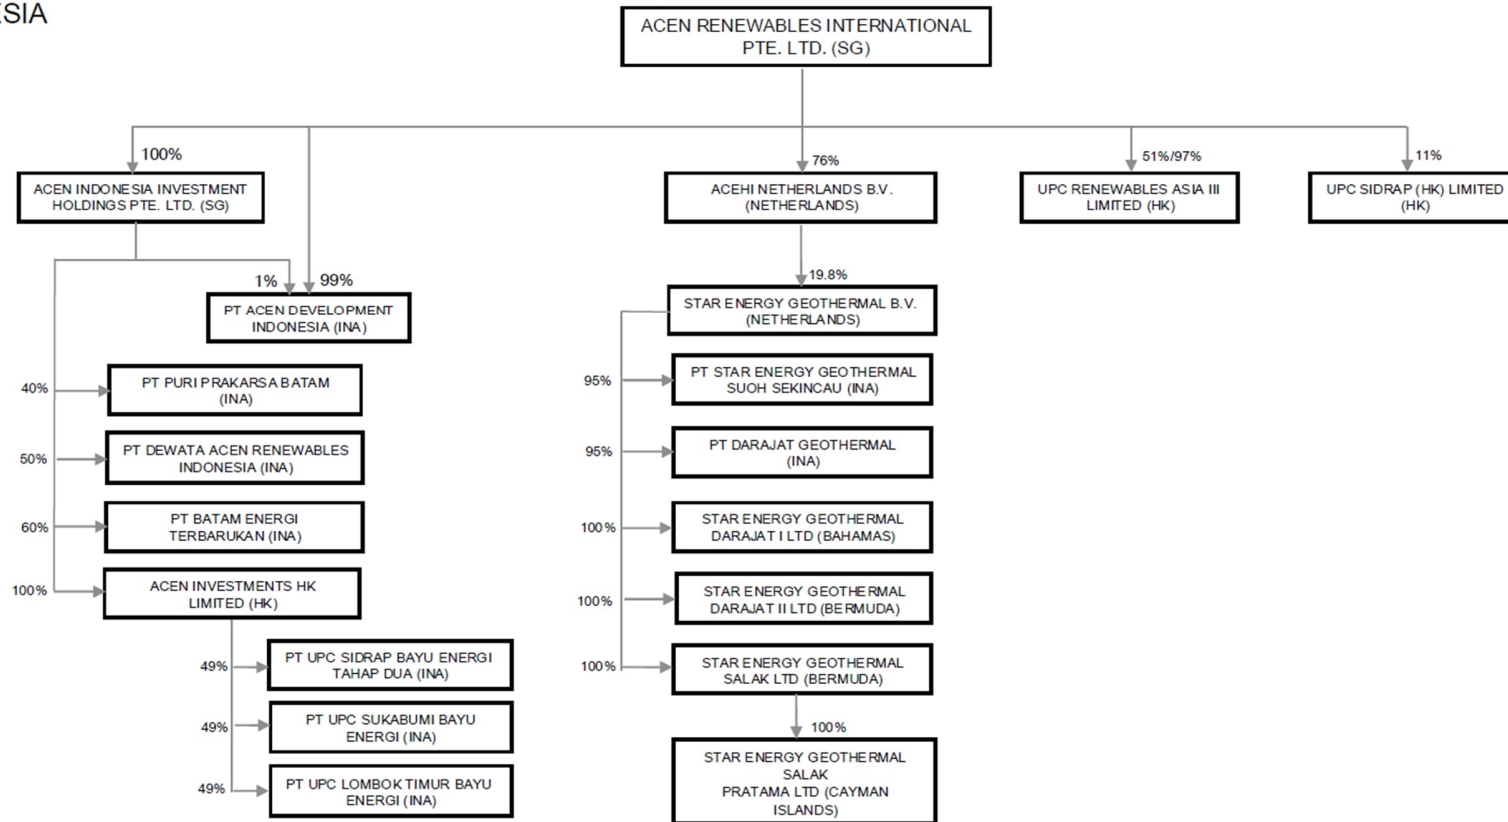 ESIA
ACEN RENEWABLES INTERNATIONAL
PTE. LTD. (SG)
100%
76%
51%/97%
11%
ACEN INDONESIA INVESTMENT
HOLDINGS PTE. LTD. (SG)
ACEHI NETHERLANDS B.V.
(NETHERLANDS)
UPC RENEWABLES ASIA III
LIMITED (HK)
UPC SIDRAP (HK) LIMITED
(HK)
1%
99%
PT ACEN DEVELOPMENT
INDONESIA (INA)
40%
PT PURI PRAKARSA BATAM
(INA)
50%
PT DEWATA ACEN RENEWABLES
INDONESIA (INA)
60%
PT BATAM ENERGI
TERBARUKAN (INA)
100%
ACEN INVESTMENTS HK
LIMITED (HK)
49%
PT UPC SIDRAP BAYU ENERGI
TAHAP DUA (INA)
49%
PT UPC SUKABUMI BAYU
ENERGI (INA)
49%
PT UPC LOMBOK TIMUR BAYU
ENERGI (INA)
19.8%
STAR ENERGY GEOTHERMAL B.V.
(NETHERLANDS)
95%
PT STAR ENERGY GEOTHERMAL
SUOH SEKINCAU (INA)
95%
PT DARAJAT GEOTHERMAL
(INA)
100%
STAR ENERGY GEOTHERMAL
DARAJAT I LTD (BAHAMAS)
100%
STAR ENERGY GEOTHERMAL
DARAJAT II LTD (BERMUDA)
100%
STAR ENERGY GEOTHERMAL
SALAK LTD (BERMUDA)
100%
STAR ENERGY GEOTHERMAL
SALAK
PRATAMA LTD (CAYMAN
ISLANDS)